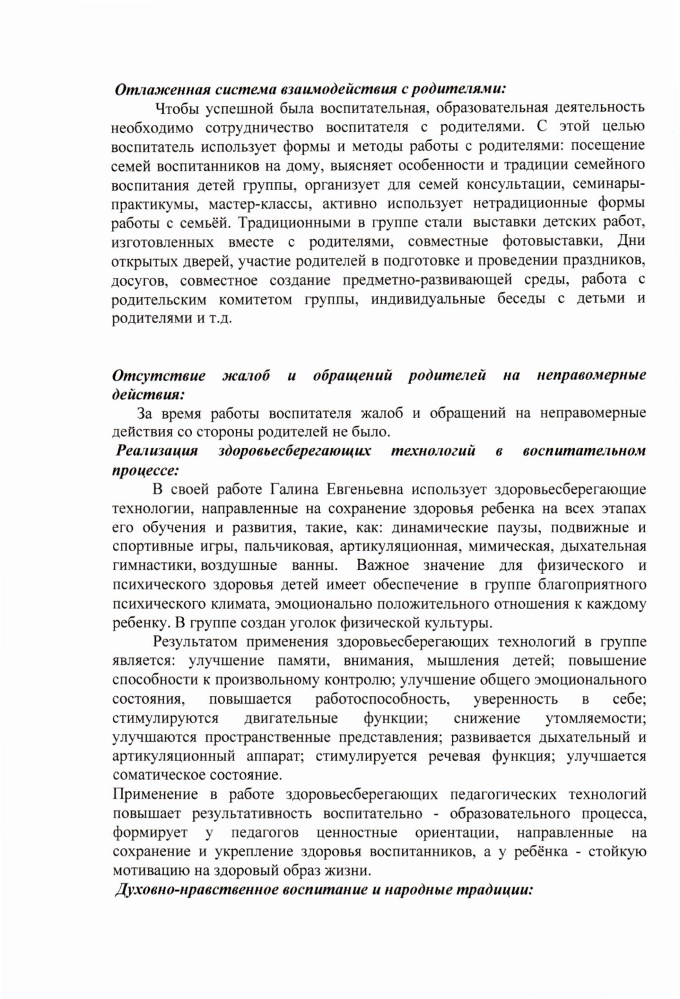 Отлаженная система взаимодействия с родителями:
Чтобы успешной была воспитательная, образовательная деятельность
необходимо сотрудничество воспитателя с родителями. С этой целью
воспитатель использует формы и методы работы с родителями: посещение
семей воспитанников на дому, выясняет особенности и традиции семейного
воспитания детей группы, организует для семей консультации, семинары-
практикумы, мастер-классы, активно использует нетрадиционные формы
работы с семьёй. Традиционными в группе стали выставки детских работ,
изготовленных вместе с родителями, совместные фотовыставки, Дни
открытых дверей, участие родителей в подготовке и проведении праздников,
досугов, совместное создание предметно-развивающей среды, работа с
родительским комитетом группы, индивидуальные беседы с детьми и
родителями и т.д.
Отсутствие жалоб и обращений родителей на неправомерные
действия:
За время работы воспитателя жалоб и обращений на неправомерные
действия со стороны родителей не было.
Реализация здоровьесберегающих технологий в воспитательном
процессе:
В своей работе Галина Евгеньевна использует здоровьесберегающие
технологии, направленные на сохранение здоровья ребенка на всех этапах
его обучения и развития, такие, как: динамические паузы, подвижные и
спортивные игры, пальчиковая, артикуляционная, мимическая, дыхательная
гимнастики, воздушные ванны. Важное значение для физического и
психического здоровья детей имеет обеспечение в группе благоприятного
психического климата, эмоционально положительного отношения к каждому
ребенку. В группе создан уголок физической культуры.
Результатом применения здоровьесберегающих технологий в группе
является: улучшение памяти, внимания, мышления детей; повышение
способности к произвольному контролю; улучшение общего эмоционального
состояния, повышается работоспособность, уверенность в себе;
стимулируются двигательные функции; снижение утомляемости;
улучшаются пространственные представления; развивается дыхательный и
артикуляционный аппарат; стимулируется речевая функция; улучшается
соматическое состояние.
Применение в работе здоровьесберегающих педагогических технологий
повышает результативность воспитательно - образовательного процесса,
формирует у педагогов ценностные ориентации, направленные на
сохранение и укрепление здоровья воспитанников, а у ребёнка - стойкую
мотивацию на здоровый образ жизни.
Духовно-нравственное воспитание и народные традиции: